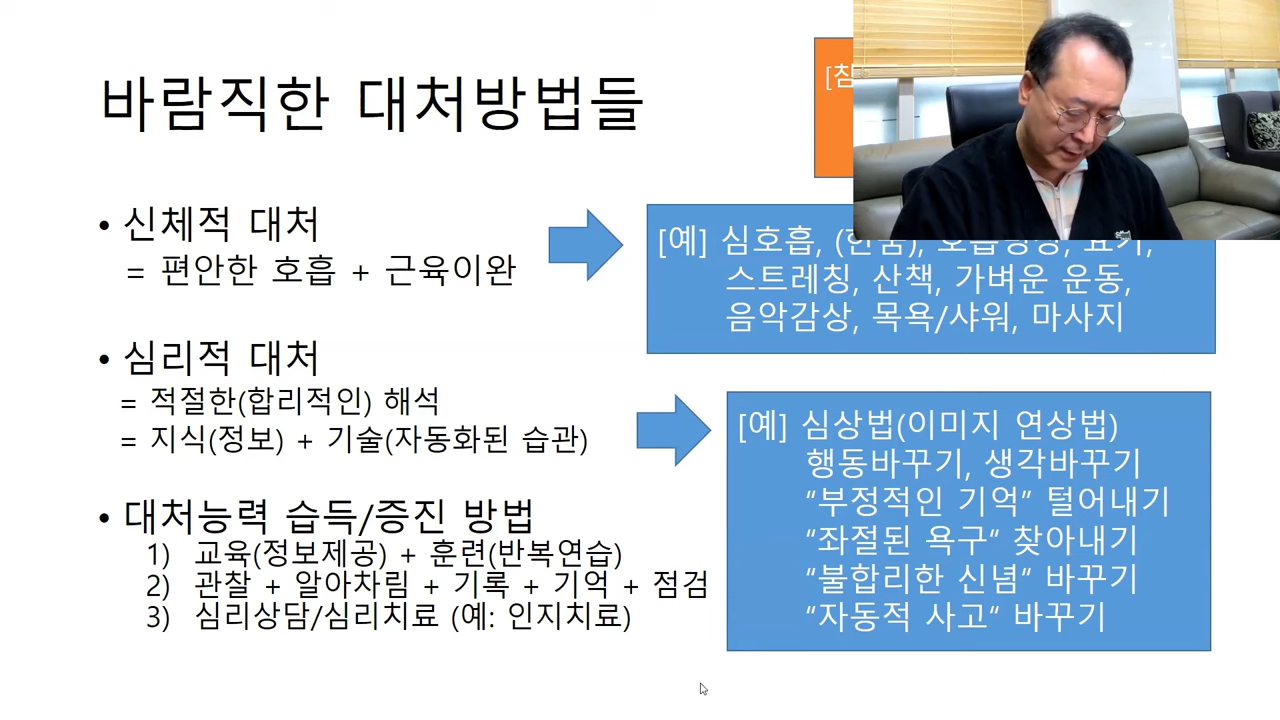 바람직한 대처방법들
[참
• 신체적 대처
= 편안한 호흡 + 근육이완
[예] 심호흡, (한숨), 호흡명상, 요가,
스트레칭, 산책, 가벼운 운동,
음악감상, 목욕/샤워, 마사지
• 심리적 대처
= 적절한(합리적인) 해석
= 지식(정보) + 기술(자동화된 습관)
[예] 심상법(이미지 연상법)
행동바꾸기, 생각바꾸기
“부정적인 기억” 털어내기
“좌절된 욕구“ 찾아내기
“불합리한 신념“ 바꾸기
“자동적 사고“ 바꾸기
• 대처능력 습득/증진 방법
1) 교육(정보제공) + 훈련(반복연습)
2) 관찰 + 알아차림 + 기록 + 기억 + 점검
3) 심리상담/심리치료 (예: 인지치료)